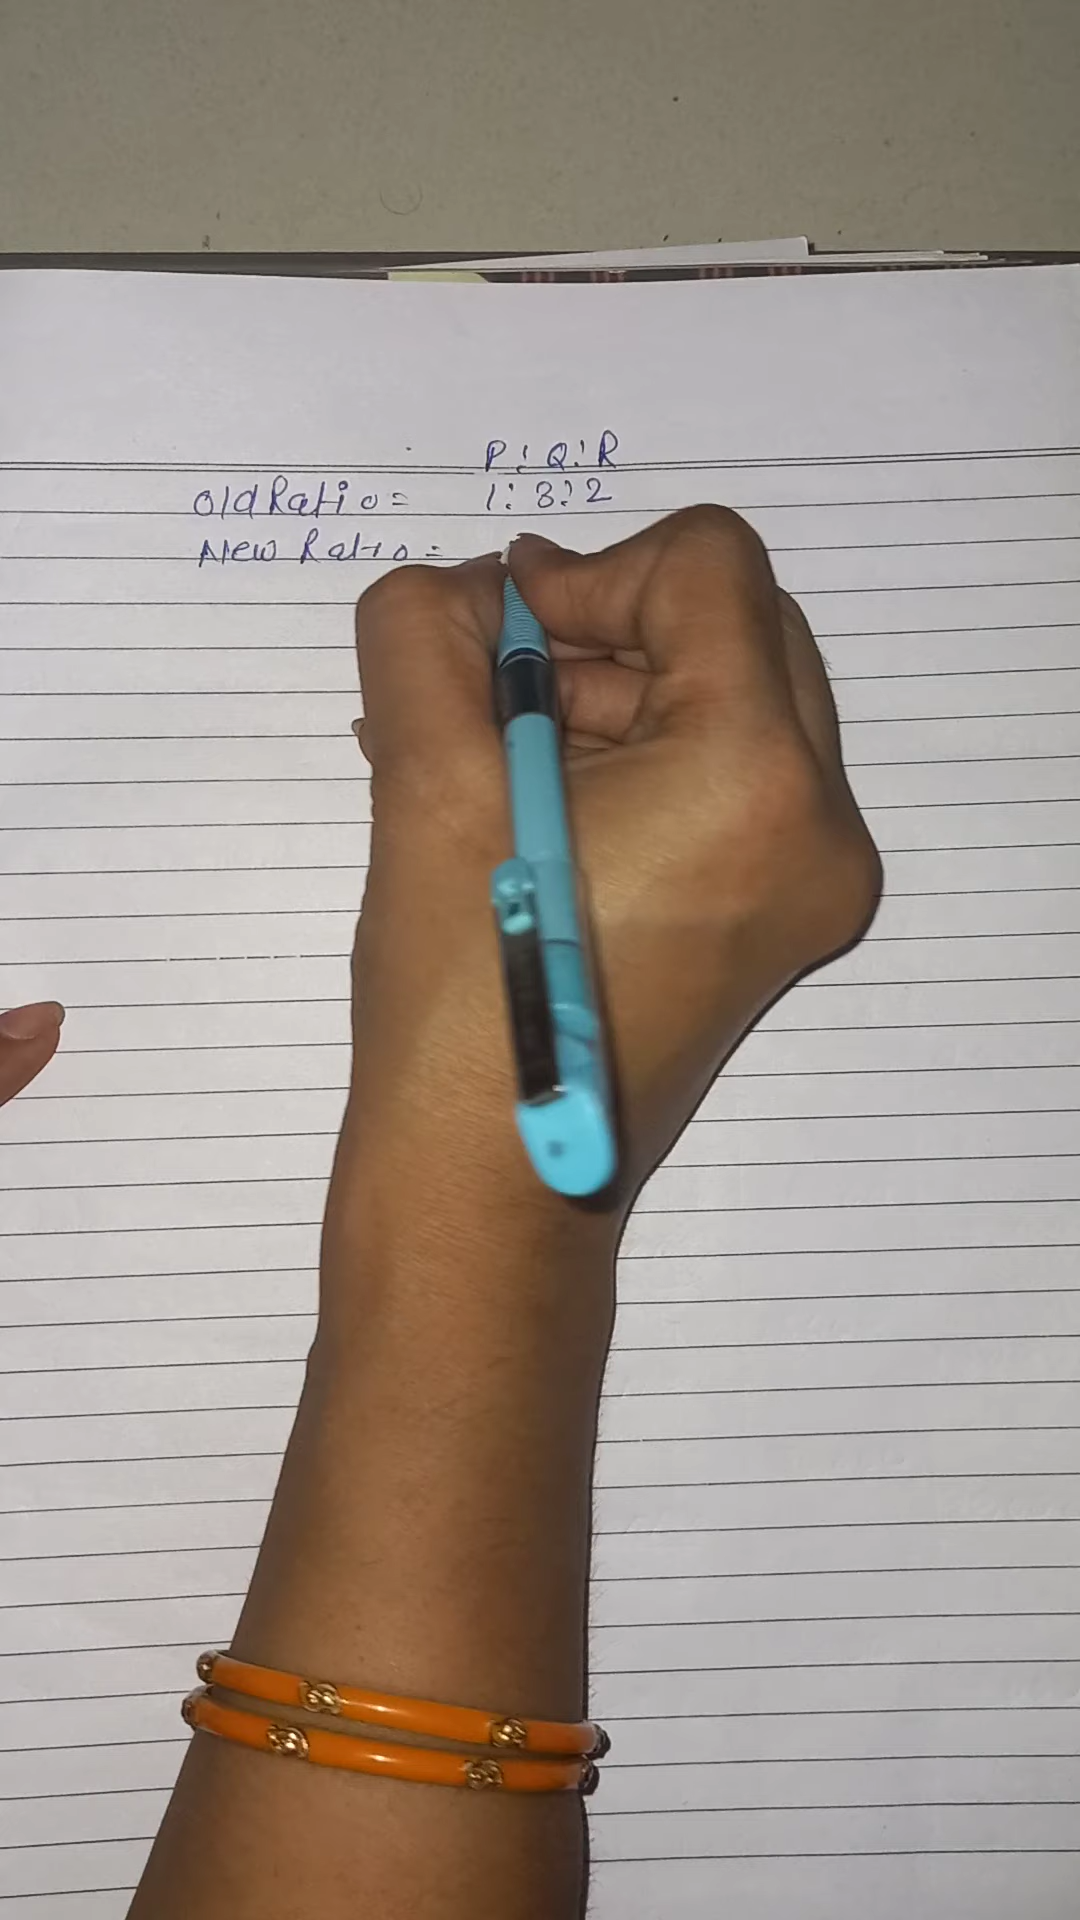 P : Q : R
Old Ratio = 1 : 3 : 2
New Ratio =